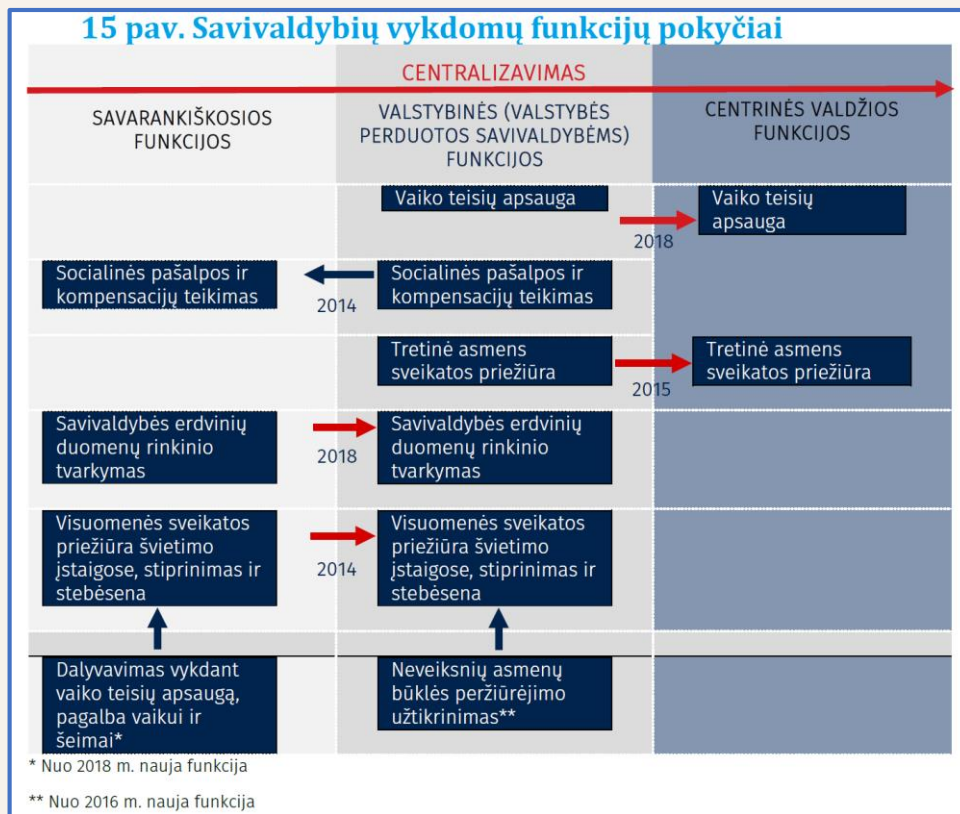 15 pav. Savivaldybių vykdomų funkcijų pokyčiai
CENTRALIZAVIMAS
SAVARANKIŠKOSIOS
FUNKCIJOS
VALSTYBINĖS (VALSTYBĖS
PERDUOTOS SAVIVALDYBĖMS)
FUNKCIJOS
CENTRINĖS VALDŽIOS
FUNKCIJOS
Vaiko teisių apsauga
2018
Vaiko teisių
apsauga
Socialinės pašalpos ir
kompensacijų teikimas
2014
Socialinės pašalpos ir
kompensacijų teikimas
Tretinė asmens
sveikatos priežiūra
2015
Tretinė asmens
sveikatos priežiūra
Savivaldybės erdvinių
duomenų rinkinio
tvarkymas
2018
Savivaldybės erdvinių
duomenų rinkinio
tvarkymas
Visuomenės sveikatos
priežiūra švietimo
įstaigose, stiprinimas ir
stebėsena
2014
Visuomenės sveikatos
priežiūra švietimo
įstaigose, stiprinimas ir
stebėsena
Dalyvavimas vykdant
vaiko teisių apsaugą,
pagalba vaikui ir
šeimai*
Neveiksnių asmenų
būklės peržiūrėjimo
užtikrinimas**
* Nuo 2018 m. nauja funkcija
** Nuo 2016 m. nauja funkcija